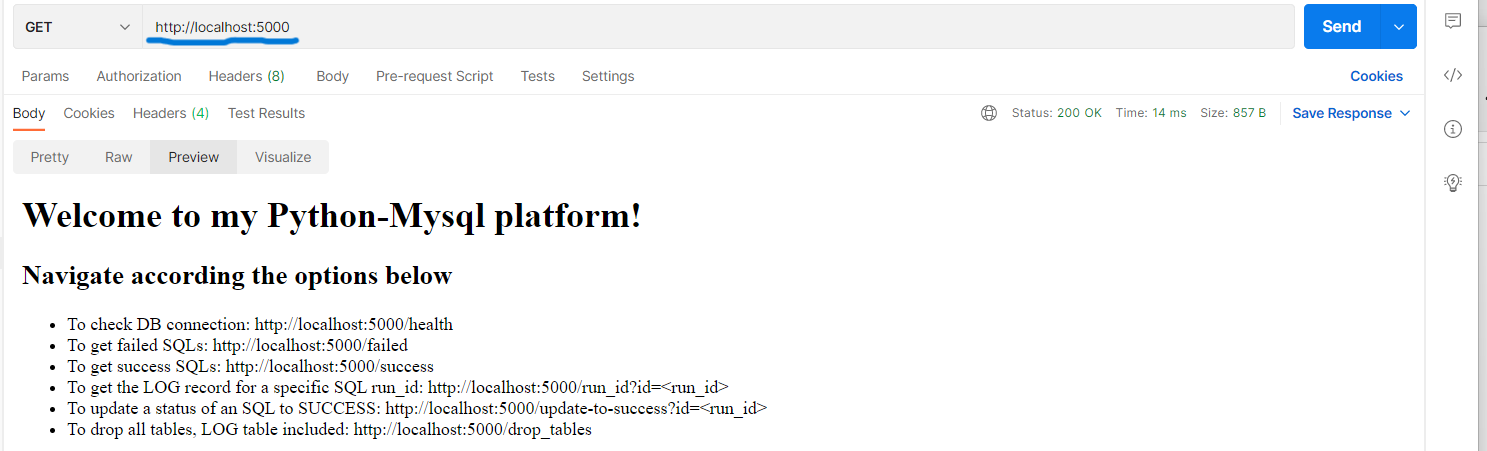 GET http://localhost:5000 Send
Params Authorization Headers (8) Body Pre-request Script Tests Settings Cookies
Body Cookies Headers (4) Test Results Status: 200 OK Time: 14 ms Size: 857 B Save Response
Pretty Raw Preview Visualize
Welcome to my Python-Mysql platform!
Navigate according the options below
• To check DB connection: http://localhost:5000/health
• To get failed SQLs: http://localhost:5000/failed
• To get success SQLs: http://localhost:5000/success
• To get the LOG record for a specific SQL run_id: http://localhost:5000/run_id?id=<run_id>
• To update a status of an SQL to SUCCESS: http://localhost:5000/update-to-success?id=<run_id>
• To drop all tables, LOG table included: http://localhost:5000/drop_tables